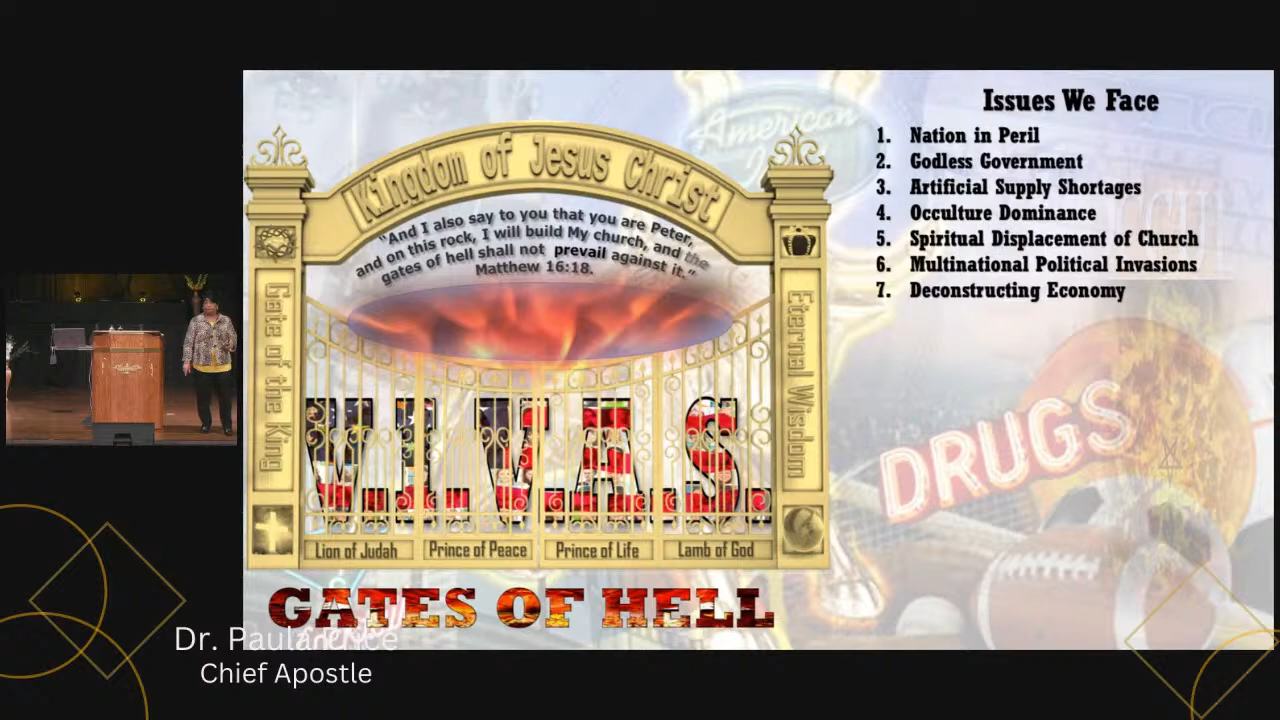 Issues We Face
1. Nation in Peril
2. Godless Government
3. Artificial Supply Shortages
4. Occulture Dominance
5. Spiritual Displacement of Church
6. Multinational Political Invasions
7. Deconstructing Economy
American
Kingdom of Jesus Christ
"And I also say to you that you are Peter,
and on this rock, I will build My church, and the
gates of hell shall not prevail against it."
Matthew 16:18.
Gate of the King
Eternal Wisdom
W.I.V.A.S.
Lion of Judah
Prince of Peace
Prince of Life
Lamb of God
DRUGS
GATES OF HELL
Dr. Paula Price
Chief Apostle